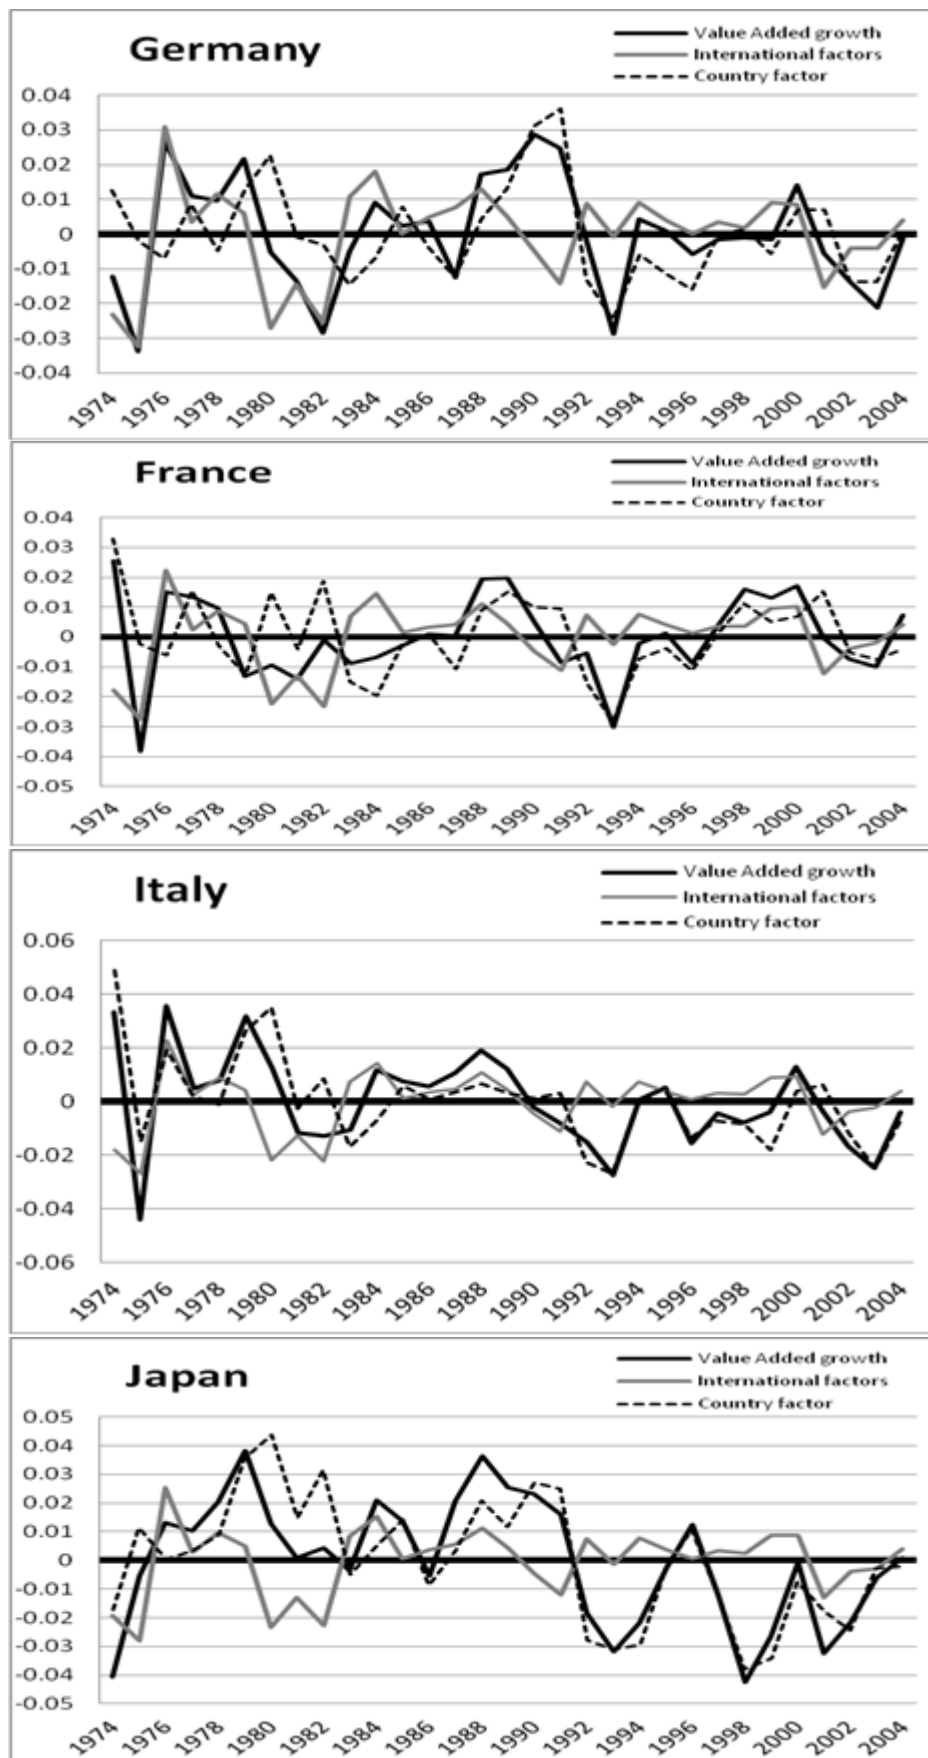 Germany
Value Added growth
International factors
Country factor
0.04
0.03
0.02
0.01
0
-0.01
-0.02
-0.03
-0.04
1974 1976 1978 1980 1982 1984 1986 1988 1990 1992 1994 1996 1998 2000 2002 2004
France
Value Added growth
International factors
Country factor
0.04
0.03
0.02
0.01
0
-0.01
-0.02
-0.03
-0.04
-0.05
1974 1976 1978 1980 1982 1984 1986 1988 1990 1992 1994 1996 1998 2000 2002 2004
Italy
Value Added growth
International factors
Country factor
0.06
0.04
0.02
0
-0.02
-0.04
-0.06
1974 1976 1978 1980 1982 1984 1986 1988 1990 1992 1994 1996 1998 2000 2002 2004
Japan
Value Added growth
International factors
Country factor
0.05
0.04
0.03
0.02
0.01
0
-0.01
-0.02
-0.03
-0.04
-0.05
1974 1976 1978 1980 1982 1984 1986 1988 1990 1992 1994 1996 1998 2000 2002 2004